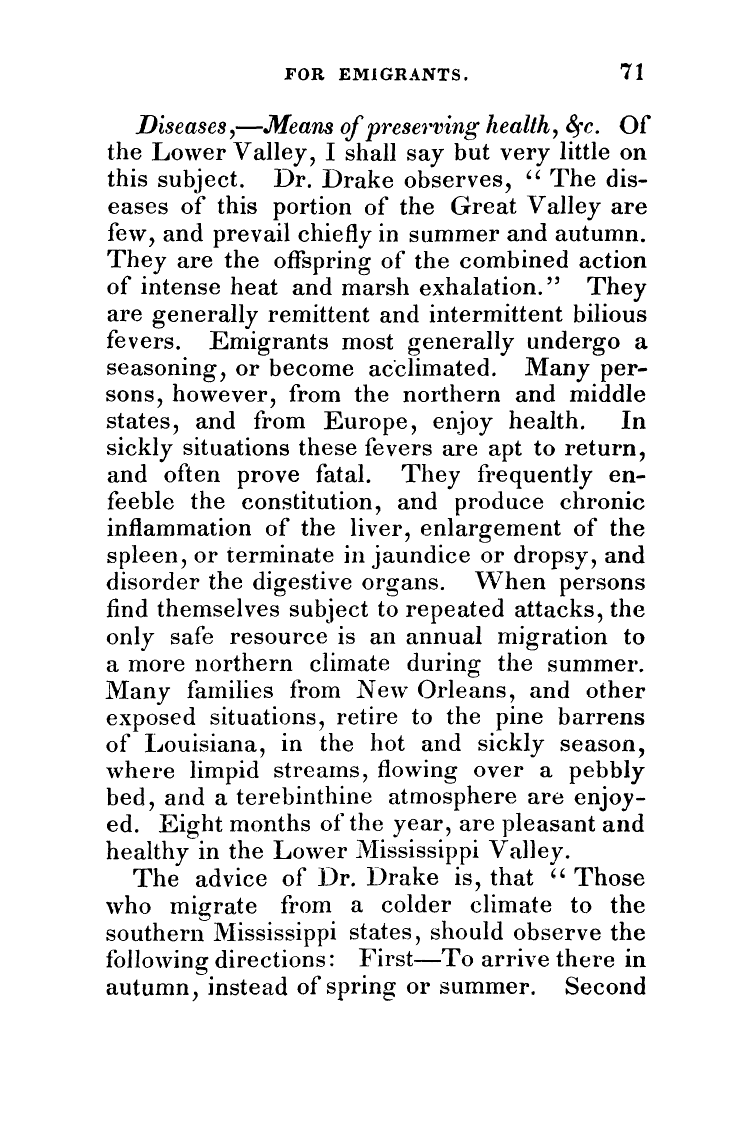 FOR EMIGRANTS. 71
Diseases,—Means of preserving health, &c. Of
the Lower Valley, I shall say but very little on
this subject. Dr. Drake observes, “ The dis-
eases of this portion of the Great Valley are
few, and prevail chiefly in summer and autumn.
They are the offspring of the combined action
of intense heat and marsh exhalation.” They
are generally remittent and intermittent bilious
fevers. Emigrants most generally undergo a
seasoning, or become acclimated. Many per-
sons, however, from the northern and middle
states, and from Europe, enjoy health. In
sickly situations these fevers are apt to return,
and often prove fatal. They frequently en-
feeble the constitution, and produce chronic
inflammation of the liver, enlargement of the
spleen, or terminate in jaundice or dropsy, and
disorder the digestive organs. When persons
find themselves subject to repeated attacks, the
only safe resource is an annual migration to
a more northern climate during the summer.
Many families from New Orleans, and other
exposed situations, retire to the pine barrens
of Louisiana, in the hot and sickly season,
where limpid streams, flowing over a pebbly
bed, and a terebinthine atmosphere are enjoy-
ed. Eight months of the year, are pleasant and
healthy in the Lower Mississippi Valley.
The advice of Dr. Drake is, that “ Those
who migrate from a colder climate to the
southern Mississippi states, should observe the
following directions: First—To arrive there in
autumn, instead of spring or summer. Second